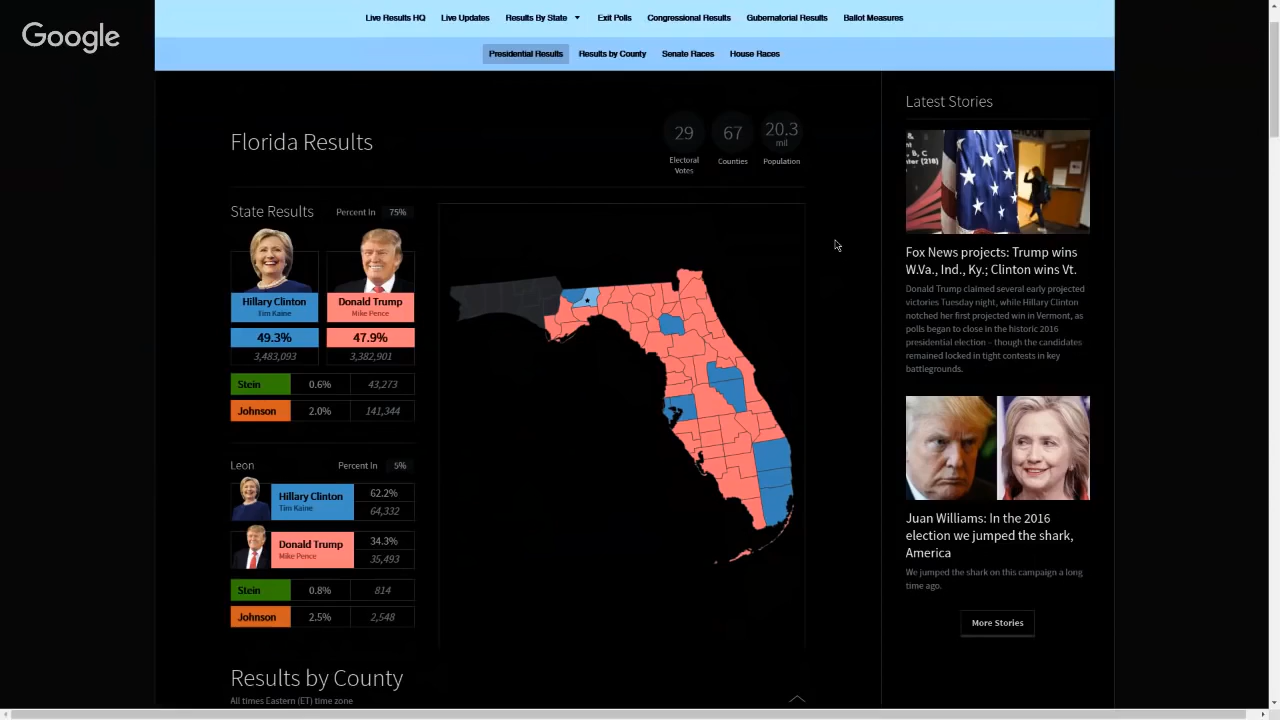 Google
Live Results HQ Live Updates Results By State Exit Polls Congressional Results Gubernatorial Results Ballot Measures
Presidential Results Results by County Senate Races House Races
Florida Results
29
Electoral
Votes
67
Counties
20.3
mil
Population
State Results Percent In 75%
Hillary Clinton
Tim Kaine
49.3%
3,483,093
Donald Trump
Mike Pence
47.9%
3,382,901
Stein 0.6% 43,273
Johnson 2.0% 141,344
Leon Percent In 5%
Hillary Clinton 62.2%
Tim Kaine 64,332
Donald Trump 34.3%
Mike Pence 35,493
Stein 0.8% 814
Johnson 2.5% 2,548
Results by County
All times Eastern (ET) time zone
Latest Stories
Fox News projects: Trump wins
W.Va., Ind., Ky.; Clinton wins Vt.
Donald Trump claimed several early projected
victories Tuesday night, while Hillary Clinton
notched her first projected win in Vermont, as
polls began to close in the historic 2016
presidential election – though the candidates
remained locked in tight contests in key
battlegrounds.
Juan Williams: In the 2016
election we jumped the shark,
America
We jumped the shark on this campaign a long
time ago.
More Stories